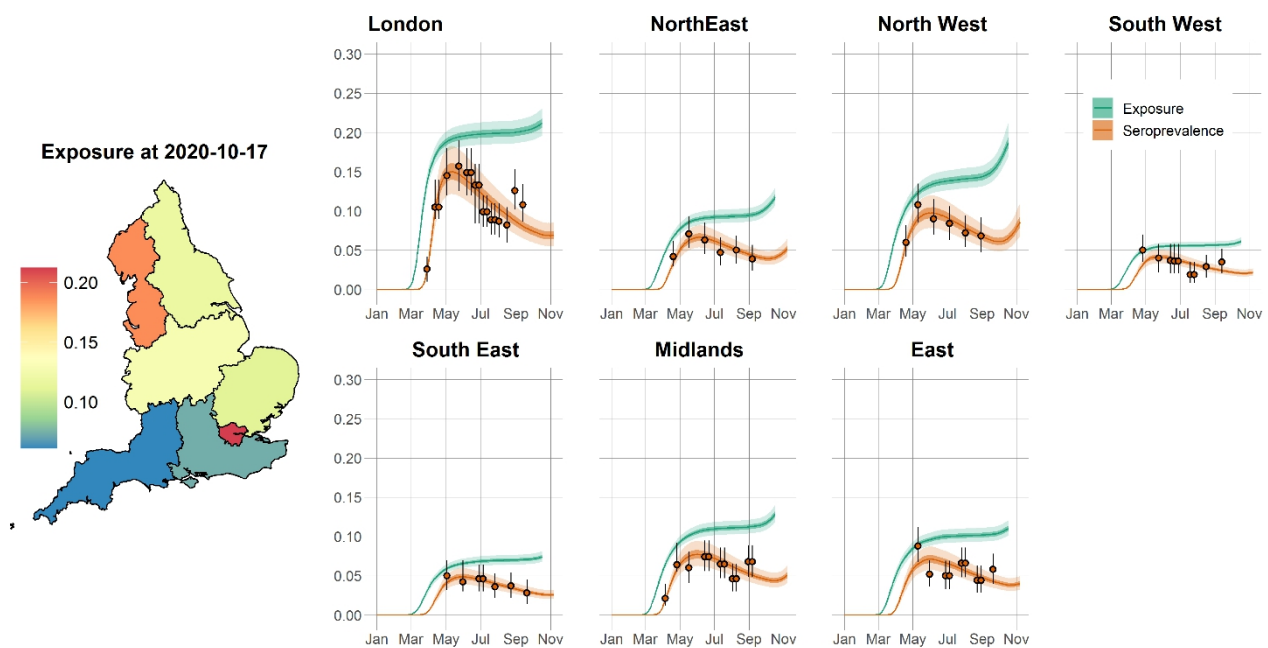 London
NorthEast
North West
South West
0.30
0.25
0.20
0.15
0.10
0.05
0.00
Exposure
Seroprevalence
Jan Mar May Jul Sep Nov
Jan Mar May Jul Sep Nov
Jan Mar May Jul Sep Nov
Jan Mar May Jul Sep Nov
Exposure at 2020-10-17
0.20
0.15
0.10
South East
Midlands
East
0.30
0.25
0.20
0.15
0.10
0.05
0.00
Jan Mar May Jul Sep Nov
Jan Mar May Jul Sep Nov
Jan Mar May Jul Sep Nov